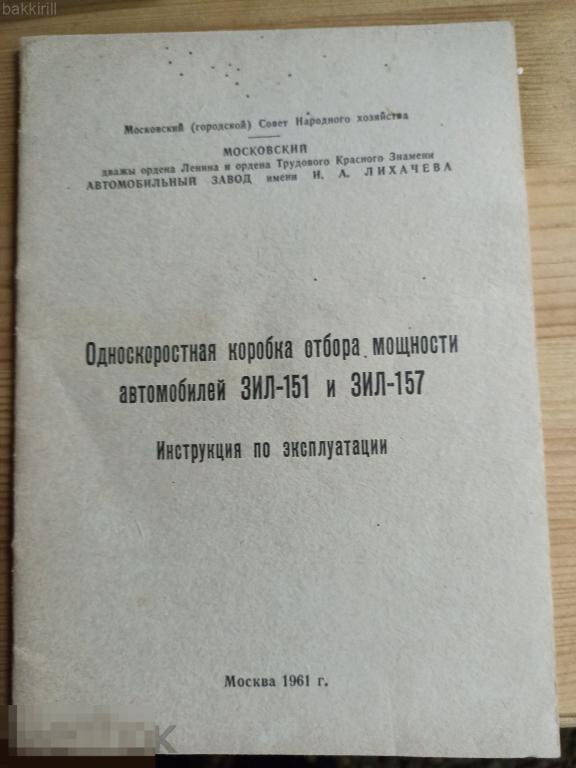 bakkirill
Московский (городской) Совет Народного хозяйства
МОСКОВСКИЙ
дважды ордена Ленина и ордена Трудового Красного Знамени
АВТОМОБИЛЬНЫЙ ЗАВОД имени И. А. ЛИХАЧЕВА
Односкоростная коробка отбора мощности
автомобилей ЗИЛ-151 и ЗИЛ-157
Инструкция по эксплуатации
Москва 1961 г.